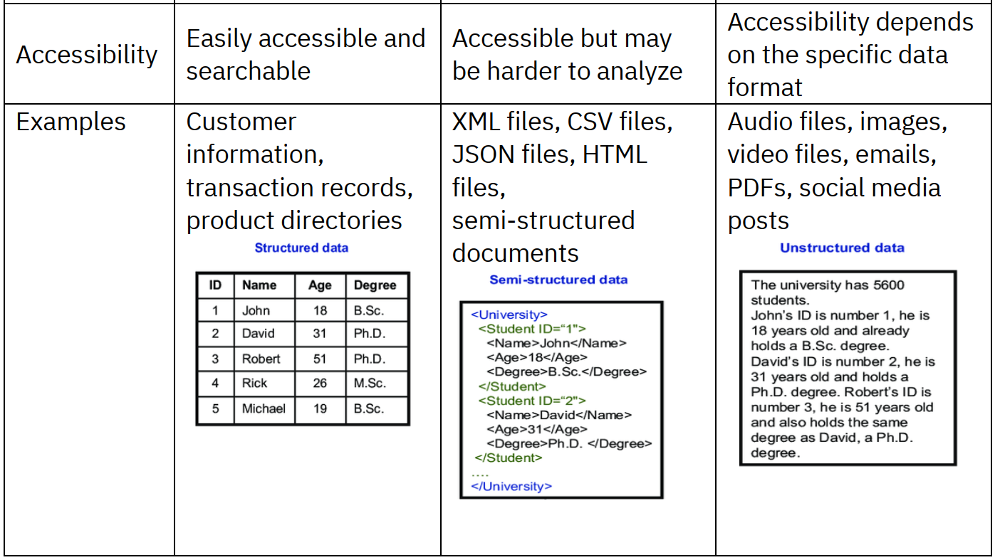 Accessibility
Easily accessible and
searchable
Accessible but may
be harder to analyze
Accessibility depends
on the specific data
format
Examples
Customer
information,
transaction records,
product directories
Structured data
ID Name Age Degree
1 John 18 B.Sc.
2 David 31 Ph.D.
3 Robert 51 Ph.D.
4 Rick 26 M.Sc.
5 Michael 19 B.Sc.
XML files, CSV files,
JSON files, HTML
files,
semi-structured
documents
Semi-structured data
<University>
<Student ID=“1">
<Name>John</Name>
<Age>18</Age>
<Degree>B.Sc.</Degree>
</Student>
<Student ID=“2">
<Name>David</Name>
<Age>31</Age>
<Degree>Ph.D. </Degree>
</Student>
....
</University>
Audio files, images,
video files, emails,
PDFs, social media
posts
Unstructured data
The university has 5600
students.
John’s ID is number 1, he is
18 years old and already
holds a B.Sc. degree.
David’s ID is number 2, he is
31 years old and holds a
Ph.D. degree. Robert’s ID is
number 3, he is 51 years old
and also holds the same
degree as David, a Ph.D.
degree.